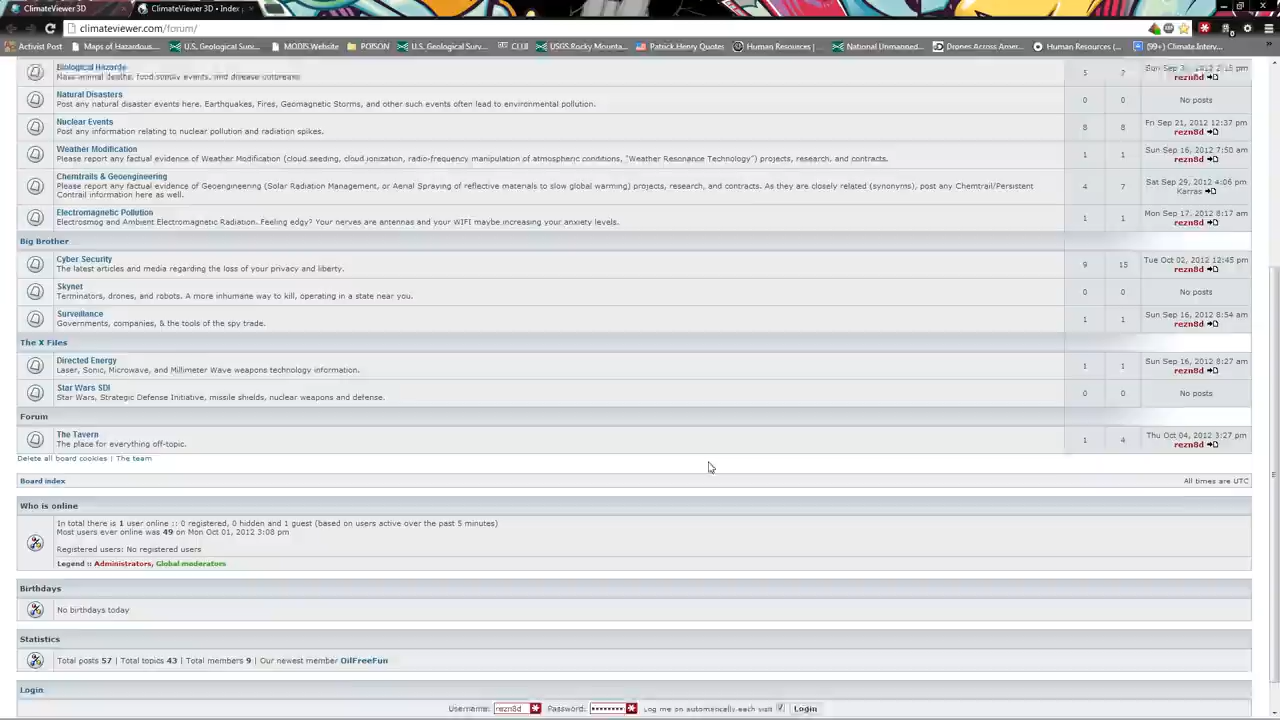 ClimateViewer 3D
ClimateViewer 3D • Index
climateviewer.com/forum/
Activist Post
Maps of Hazardous...
U.S. Geological Surv...
MODIS Website
POISON
U.S. Geological Surv...
CLUI
USGS Rocky Mounta...
Patrick Henry Quotes
Human Resources |...
National Unmanned...
Drones Across Amer...
Human Resources (...
(99+) Climate Interv...
Biological Hazards
Mass animal deaths, food supply events, and disease outbreaks.
5
7
rezn8d
Natural Disasters
Post any natural disaster events here. Earthquakes, Fires, Geomagnetic Storms, and other such events often lead to environmental pollution.
0
0
No posts
Nuclear Events
Post any information relating to nuclear pollution and radiation spikes.
8
8
Fri Sep 21, 2012 12:37 pm
rezn8d
Weather Modification
Please report any factual evidence of Weather Modification (cloud seeding, cloud ionization, radio-frequency manipulation of atmospheric conditions, "Weather Resonance Technology") projects, research, and contracts.
1
1
Sun Sep 16, 2012 7:50 am
rezn8d
Chemtrails & Geoengineering
Please report any factual evidence of Geoengineering (Solar Radiation Management, or Aerial Spraying of reflective materials to slow global warming) projects, research, and contracts. As they are closely related (synonyms), post any Chemtrail/Persistent
Contrail information here as well.
4
7
Sat Sep 29, 2012 4:06 pm
Karras
Electromagnetic Pollution
Electrosmog and Ambient Electromagnetic Radiation. Feeling edgy? Your nerves are antennas and your WIFI maybe increasing your anxiety levels.
1
1
Mon Sep 17, 2012 8:17 am
rezn8d
Big Brother
Cyber Security
The latest articles and media regarding the loss of your privacy and liberty.
9
15
Tue Oct 02, 2012 12:45 pm
rezn8d
Skynet
Terminators, drones, and robots. A more inhumane way to kill, operating in a state near you.
0
0
No posts
Surveillance
Governments, companies, & the tools of the spy trade.
1
1
Sun Sep 16, 2012 8:54 am
rezn8d
The X Files
Directed Energy
Laser, Sonic, Microwave, and Millimeter Wave weapons technology information.
1
1
Sun Sep 16, 2012 8:27 am
rezn8d
Star Wars SDI
Star Wars, Strategic Defense Initiative, missile shields, nuclear weapons and defense.
0
0
No posts
Forum
The Tavern
The place for everything off-topic.
1
4
Thu Oct 04, 2012 3:27 pm
rezn8d
Delete all board cookies | The team
Board index
All times are UTC
Who is online
In total there is 1 user online :: 0 registered, 0 hidden and 1 guest (based on users active over the past 5 minutes)
Most users ever online was 49 on Mon Oct 01, 2012 3:08 pm
Registered users: No registered users
Legend :: Administrators, Global moderators
Birthdays
No birthdays today
Statistics
Total posts 57 | Total topics 43 | Total members 9 | Our newest member OilFreeFun
Login
Username: rezn8d Password: ******** Log me on automatically each visit Login